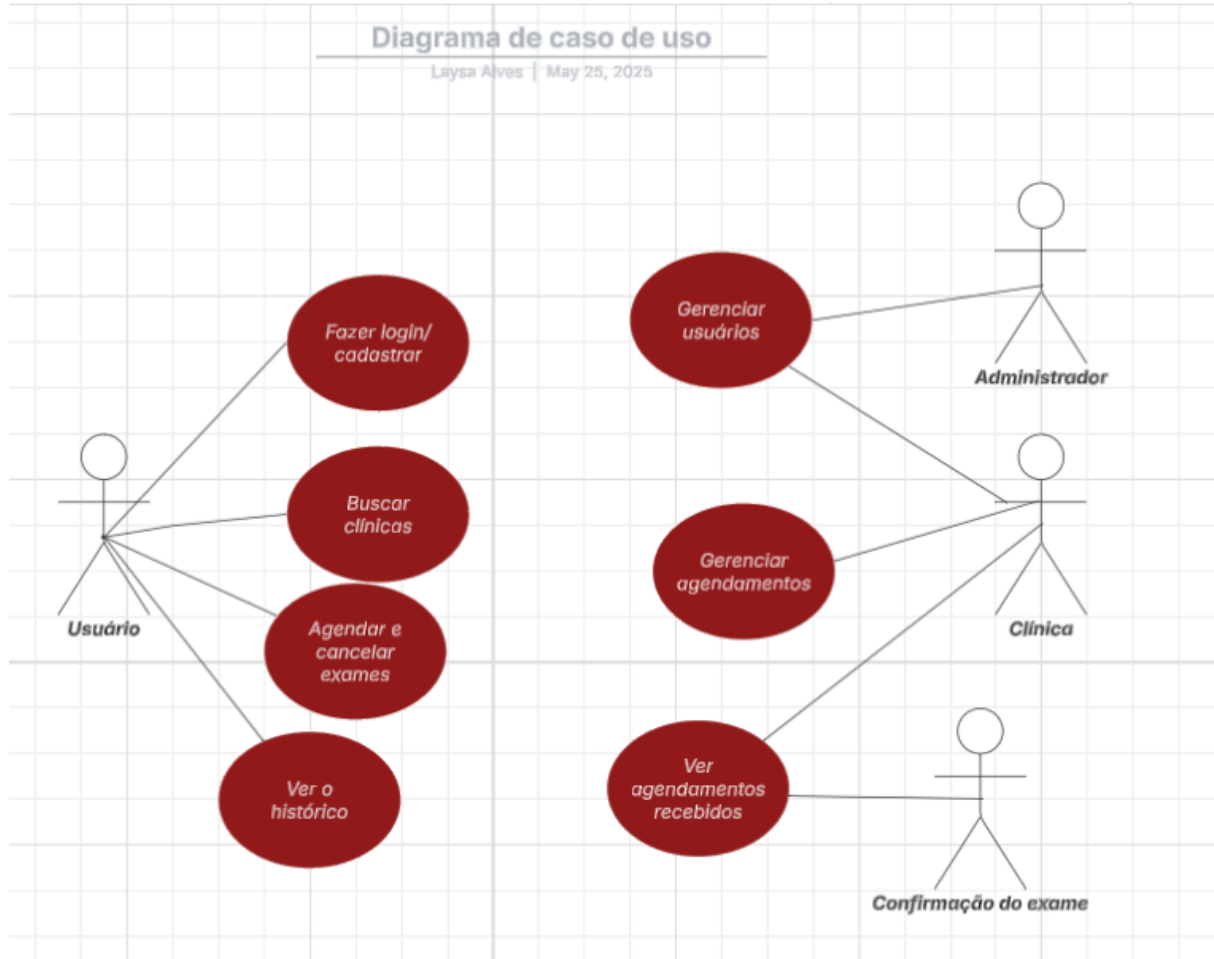 Diagrama de caso de uso
Laysa Alves | May 25, 2025
Fazer login/
cadastrar
Buscar
clínicas
Agendar e
cancelar
exames
Ver o
histórico
Usuário
Gerenciar
usuários
Gerenciar
agendamentos
Ver
agendamentos
recebidos
Administrador
Clínica
Confirmação do exame